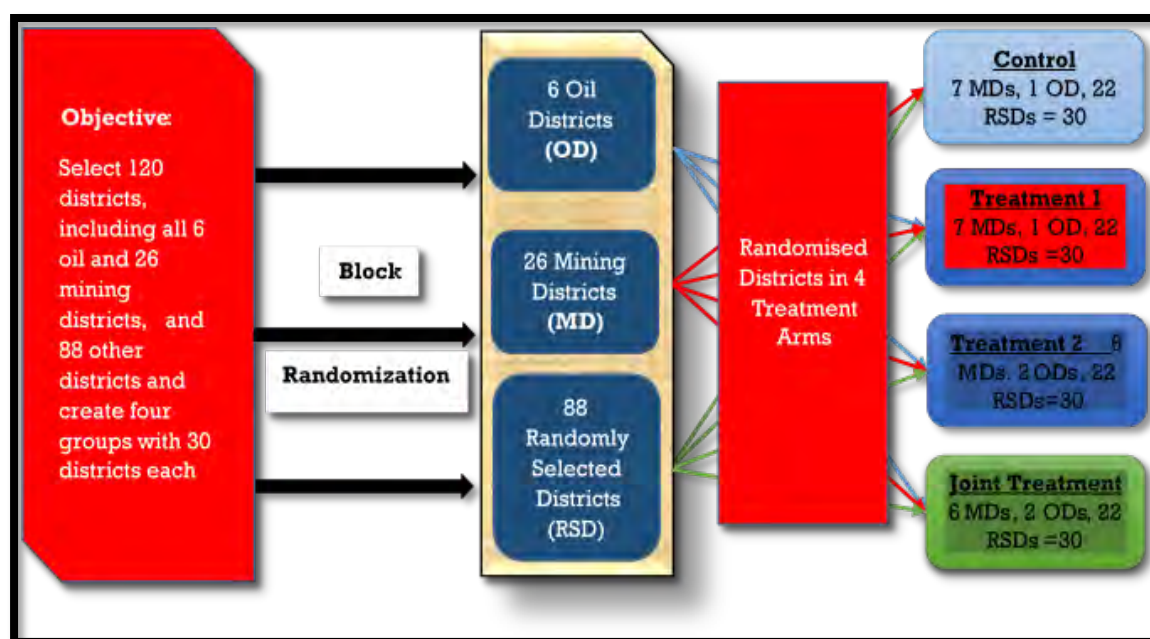 Objective:
Select 120
districts,
including all 6
oil and 26
mining
districts, and
88 other
districts and
create four
groups with 30
districts each
Block
Randomization
6 Oil
Districts
(OD)
26 Mining
Districts
(MD)
88
Randomly
Selected
Districts
(RSD)
Randomised
Districts in 4
Treatment
Arms
Control
7 MDs, 1 OD, 22
RSDs = 30
Treatment 1
7 MDs, 1 OD, 22
RSDs =30
Treatment 2 6
MDs. 2 ODs, 22
RSDs=30
Joint Treatment
6 MDs, 2 ODs, 22
RSDs =30